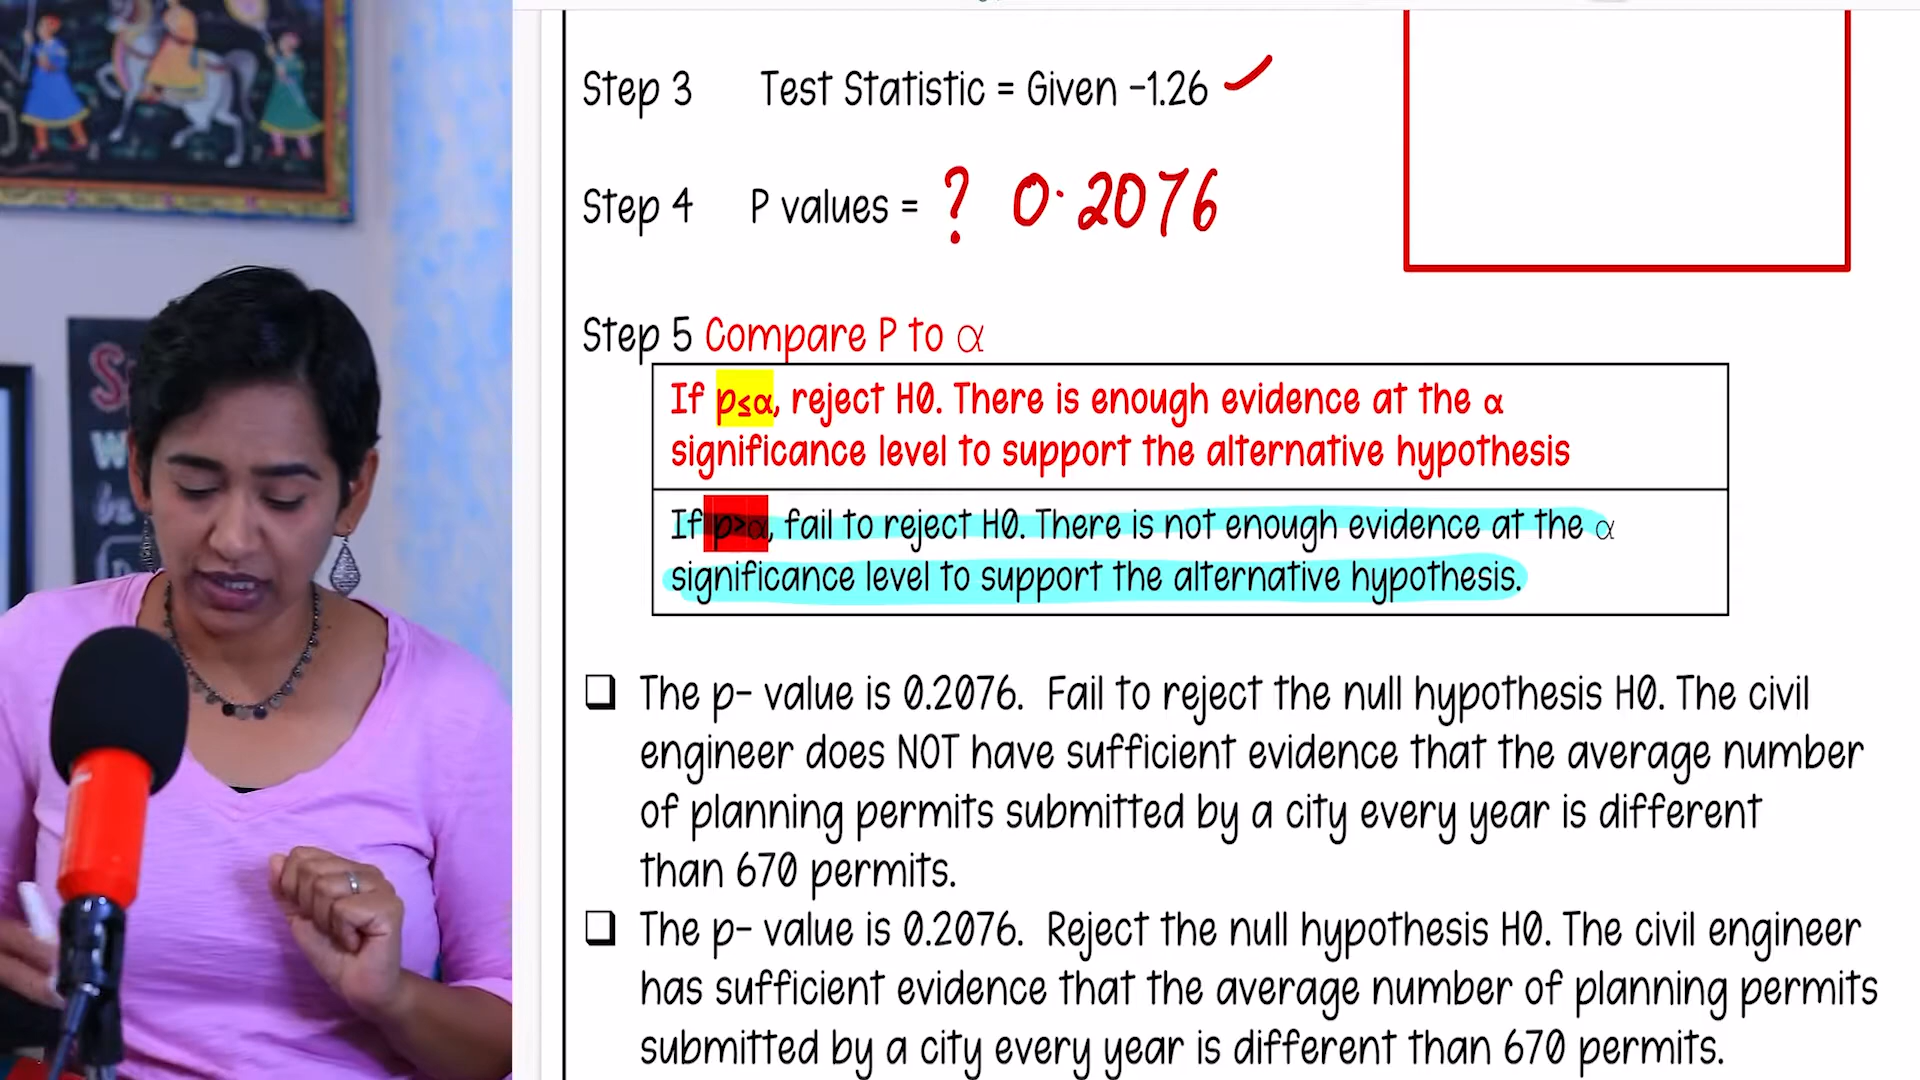 Step 3 Test Statistic = Given -1.26
Step 4 P values = ? 0.2076
Step 5 Compare P to α
If p≤α, reject H0. There is enough evidence at the α
significance level to support the alternative hypothesis
If p>α, fail to reject H0. There is not enough evidence at the α
significance level to support the alternative hypothesis.
The p- value is 0.2076. Fail to reject the null hypothesis H0. The civil
engineer does NOT have sufficient evidence that the average number
of planning permits submitted by a city every year is different
than 670 permits.
The p- value is 0.2076. Reject the null hypothesis H0. The civil engineer
has sufficient evidence that the average number of planning permits
submitted by a city every year is different than 670 permits.